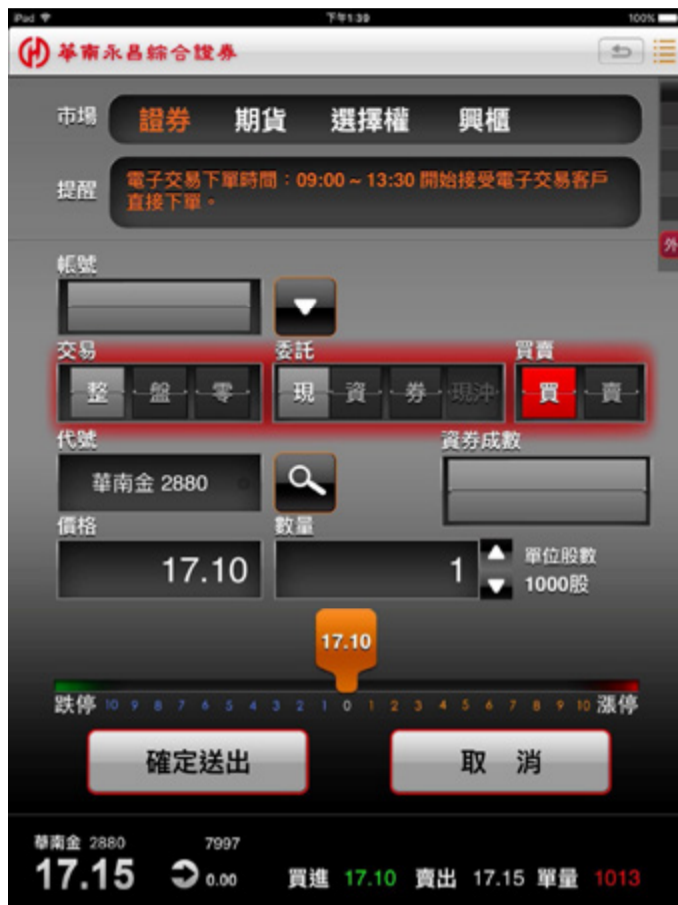 iPad 下午1:39 100%
華南永昌綜合證券
市場 證券 期貨 選擇權 興櫃
提醒 電子交易下單時間：09:00 ~ 13:30 開始接受電子交易客戶
直接下單。
外
帳號
交易 委託 買賣
整 盤 零 現 資 券 現沖 買 賣
代號 資券成數
華南金 2880
價格 數量
17.10 1 單位股數
1000股
17.10
跌停 10 9 8 7 6 5 4 3 2 1 0 1 2 3 4 5 6 7 8 9 10 漲停
確定送出 取 消
華南金 2880 7997
17.15 0.00 買進 17.10 賣出 17.15 單量 1013